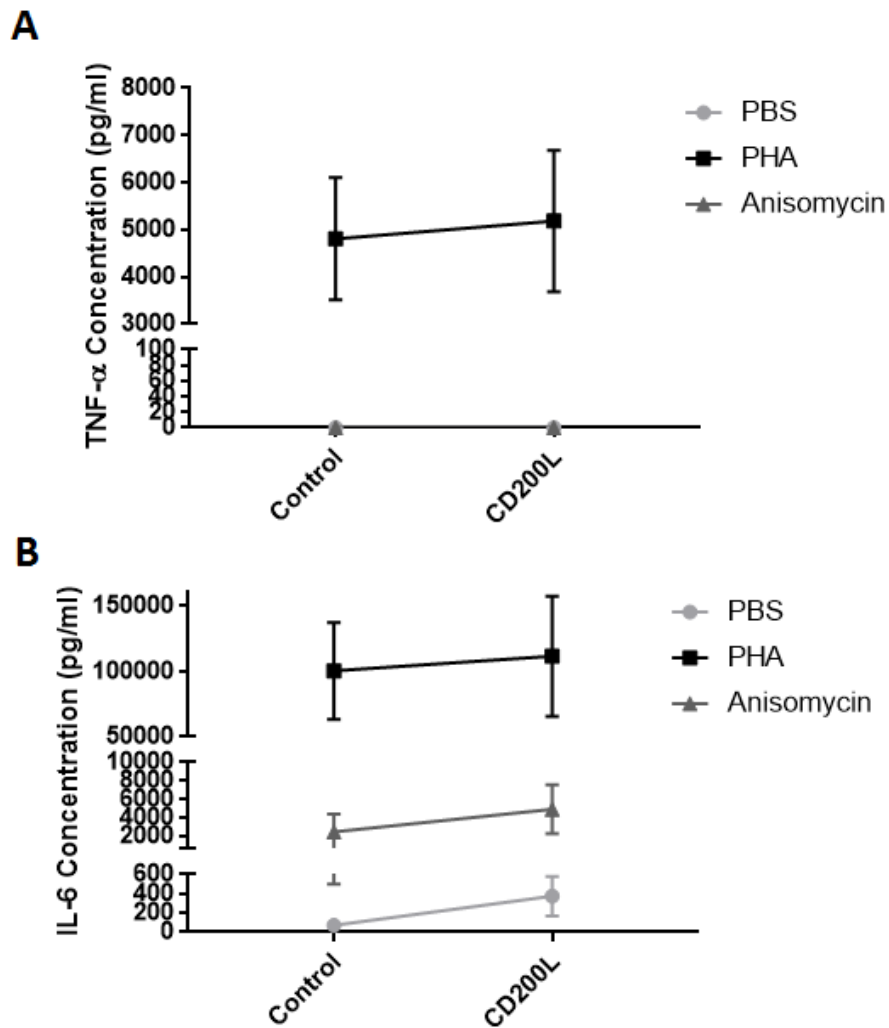 A
TNF-α Concentration (pg/ml)
8000
7000
6000
5000
4000
3000
100
80
60
40
20
0
Control
CD200L
PBS
PHA
Anisomycin
B
IL-6 Concentration (pg/ml)
150000
100000
50000
10000
8000
6000
4000
2000
600
400
200
0
Control
CD200L
PBS
PHA
Anisomycin